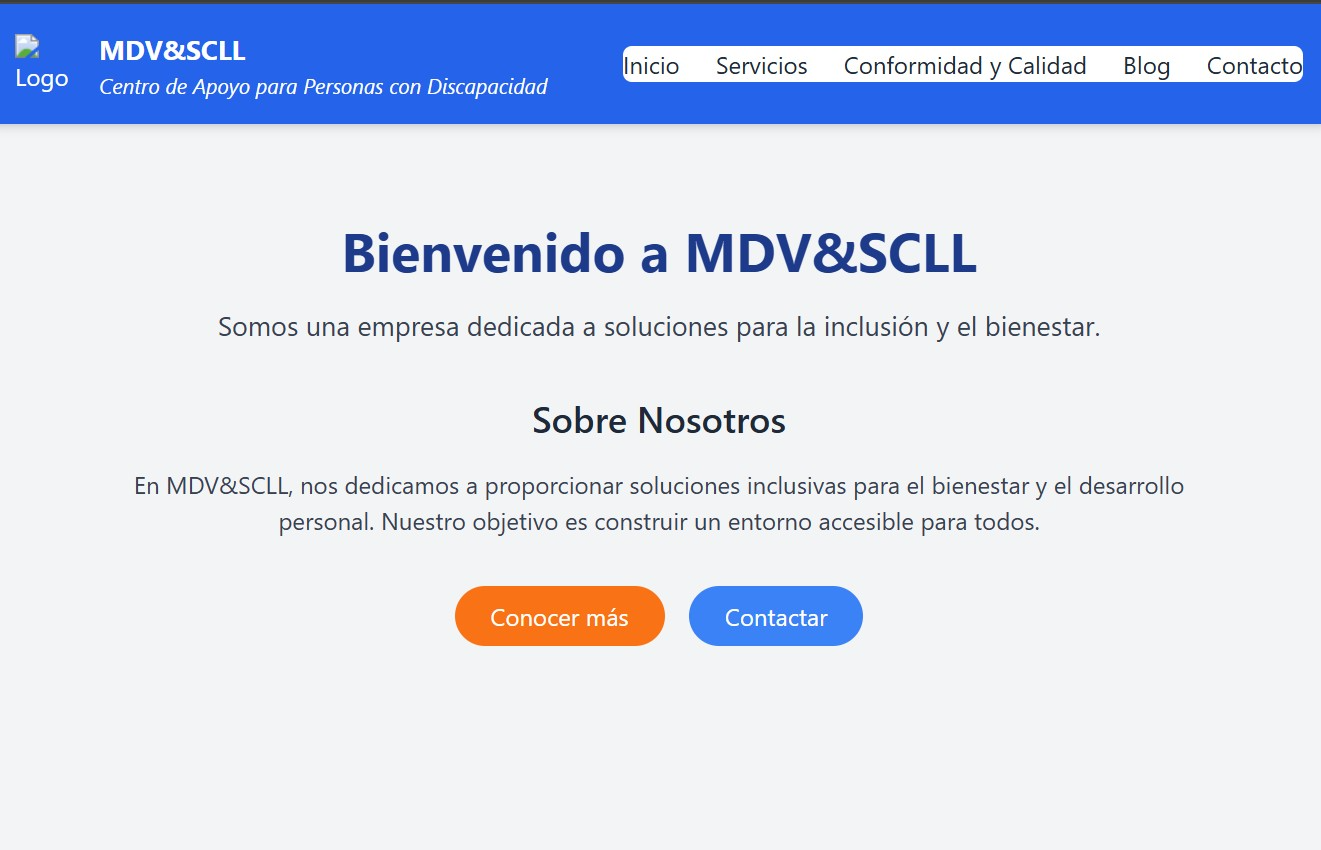 MDV&SCLL
Logo
Centro de Apoyo para Personas con Discapacidad
Inicio Servicios Conformidad y Calidad Blog Contacto
Bienvenido a MDV&SCLL
Somos una empresa dedicada a soluciones para la inclusión y el bienestar.
Sobre Nosotros
En MDV&SCLL, nos dedicamos a proporcionar soluciones inclusivas para el bienestar y el desarrollo
personal. Nuestro objetivo es construir un entorno accesible para todos.
Conocer más Contactar